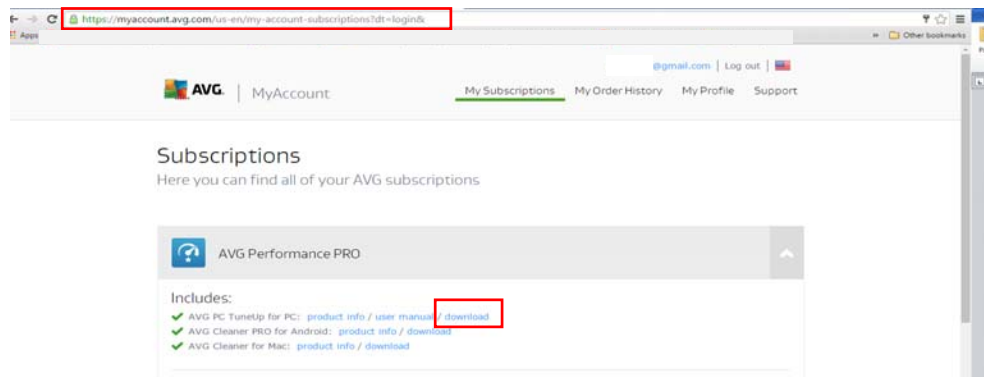 https://myaccount.avg.com/us-en/my-account-subscriptions?dt=login&
Apps
» Other bookmarks
@gmail.com | Log out |
AVG. | MyAccount
My Subscriptions My Order History My Profile Support
Subscriptions
Here you can find all of your AVG subscriptions
AVG Performance PRO
Includes:
AVG PC TuneUp for PC: product info / user manual / download
AVG Cleaner PRO for Android: product info / download
AVG Cleaner for Mac: product info / download